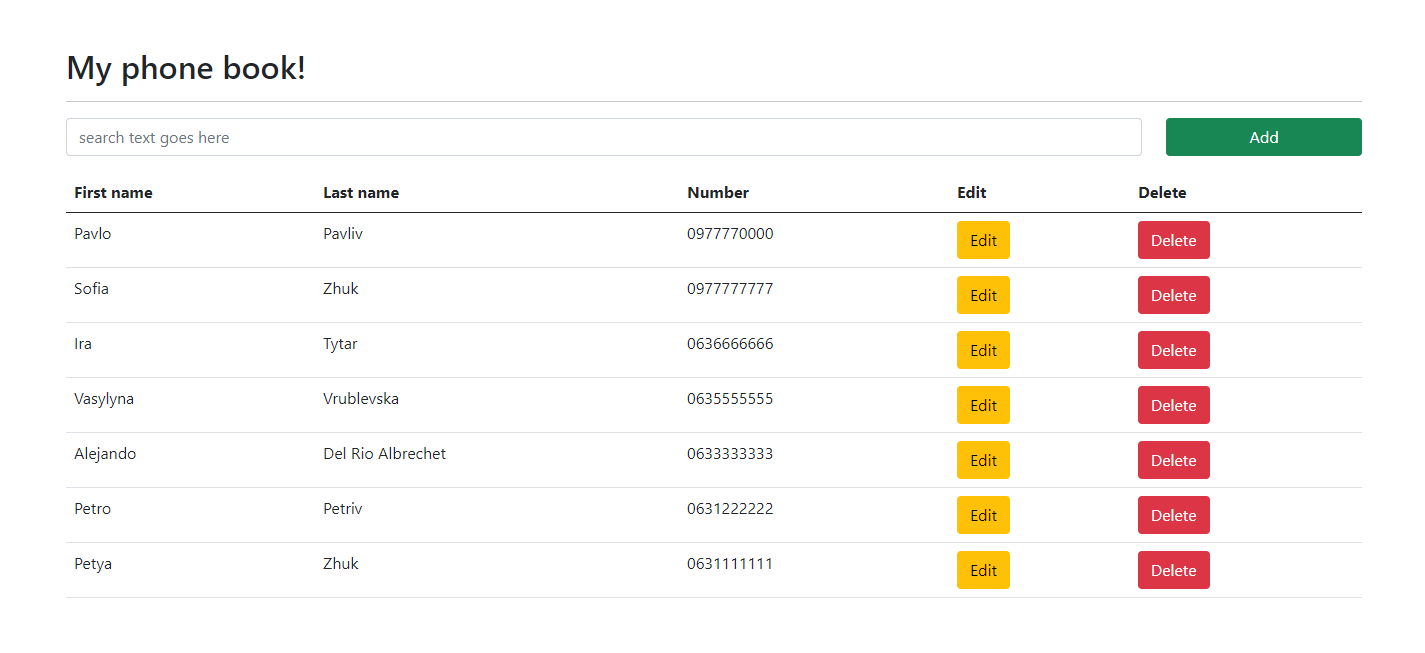 My phone book!
search text goes here Add
First name Last name Number Edit Delete
Pavlo Pavliv 0977770000 Edit Delete
Sofia Zhuk 0977777777 Edit Delete
Ira Tytar 0636666666 Edit Delete
Vasylyna Vrublevska 0635555555 Edit Delete
Alejando Del Rio Albrechet 0633333333 Edit Delete
Petro Petriv 0631222222 Edit Delete
Petya Zhuk 0631111111 Edit Delete